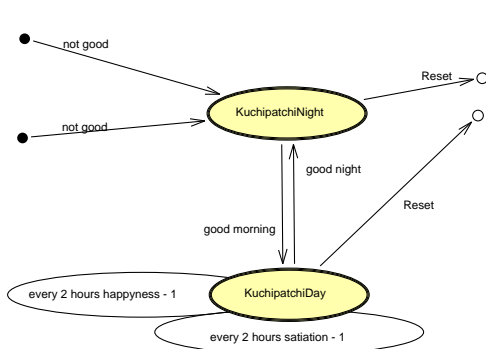 not good
Reset
KuchipatchiNight
not good
good night
Reset
good morning
every 2 hours happyness - 1
KuchipatchiDay
every 2 hours satiation - 1